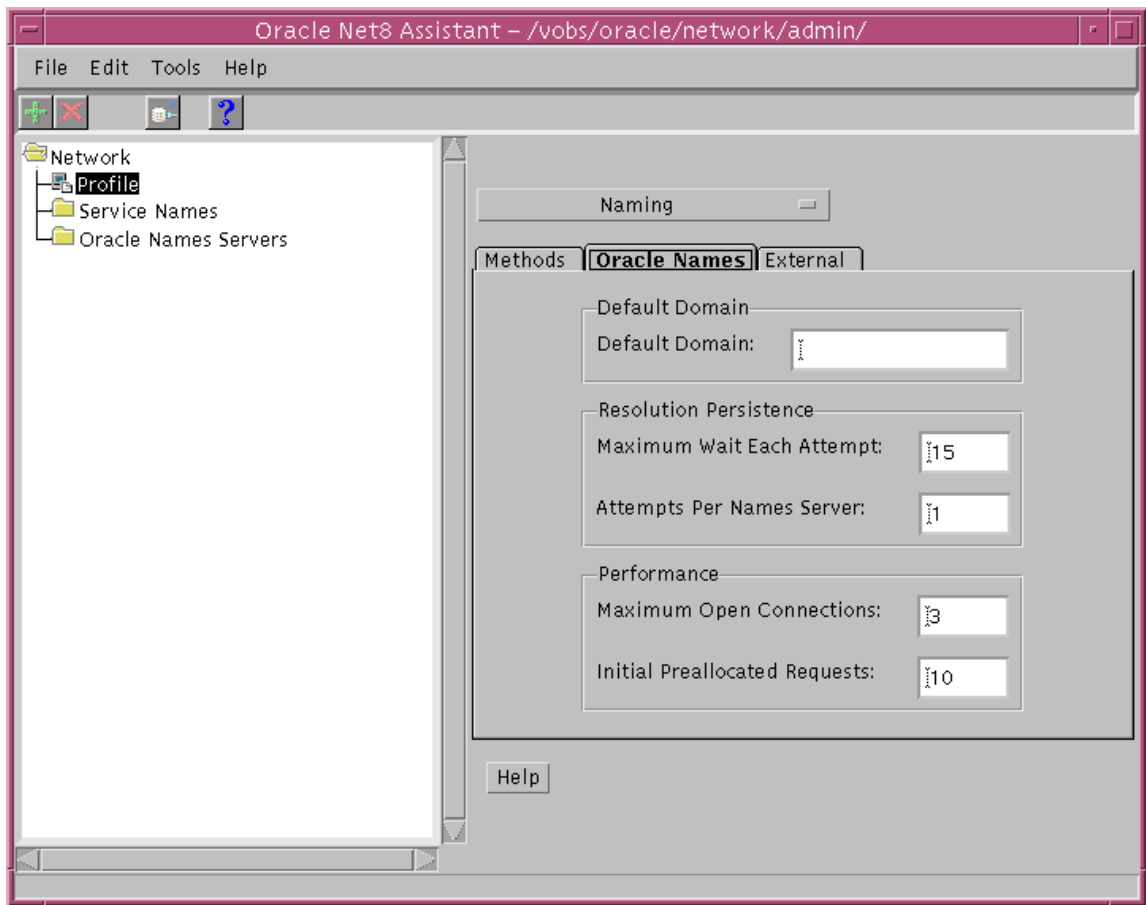 Oracle Net8 Assistant – /vobs/oracle/network/admin/
File Edit Tools Help
Network
Profile
Service Names
Oracle Names Servers
Naming
Methods Oracle Names External
Default Domain
Default Domain:
Resolution Persistence
Maximum Wait Each Attempt: 15
Attempts Per Names Server: 1
Performance
Maximum Open Connections: 3
Initial Preallocated Requests: 10
Help